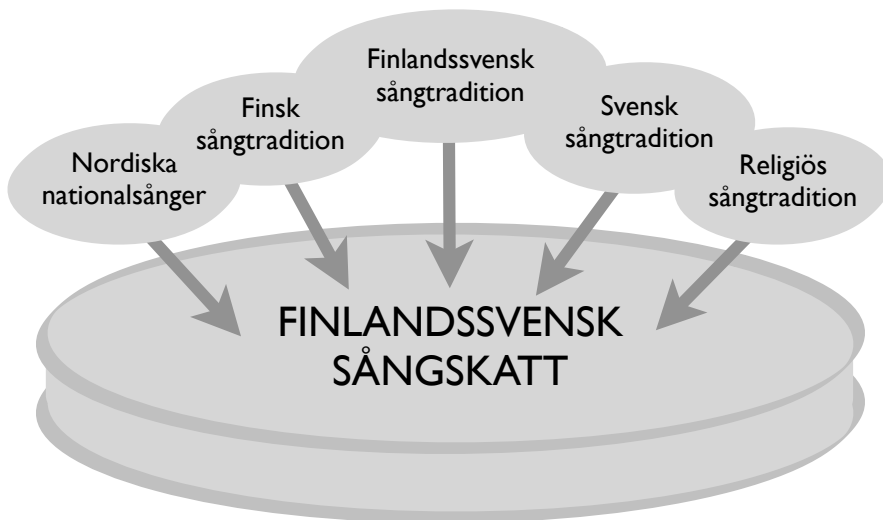 Nordiska
nationalsånger
Finsk
sångtradition
Finlandssvensk
sångtradition
Svensk
sångtradition
Religiös
sångtradition
FINLANDSSVENSK
SÅNGSKATT